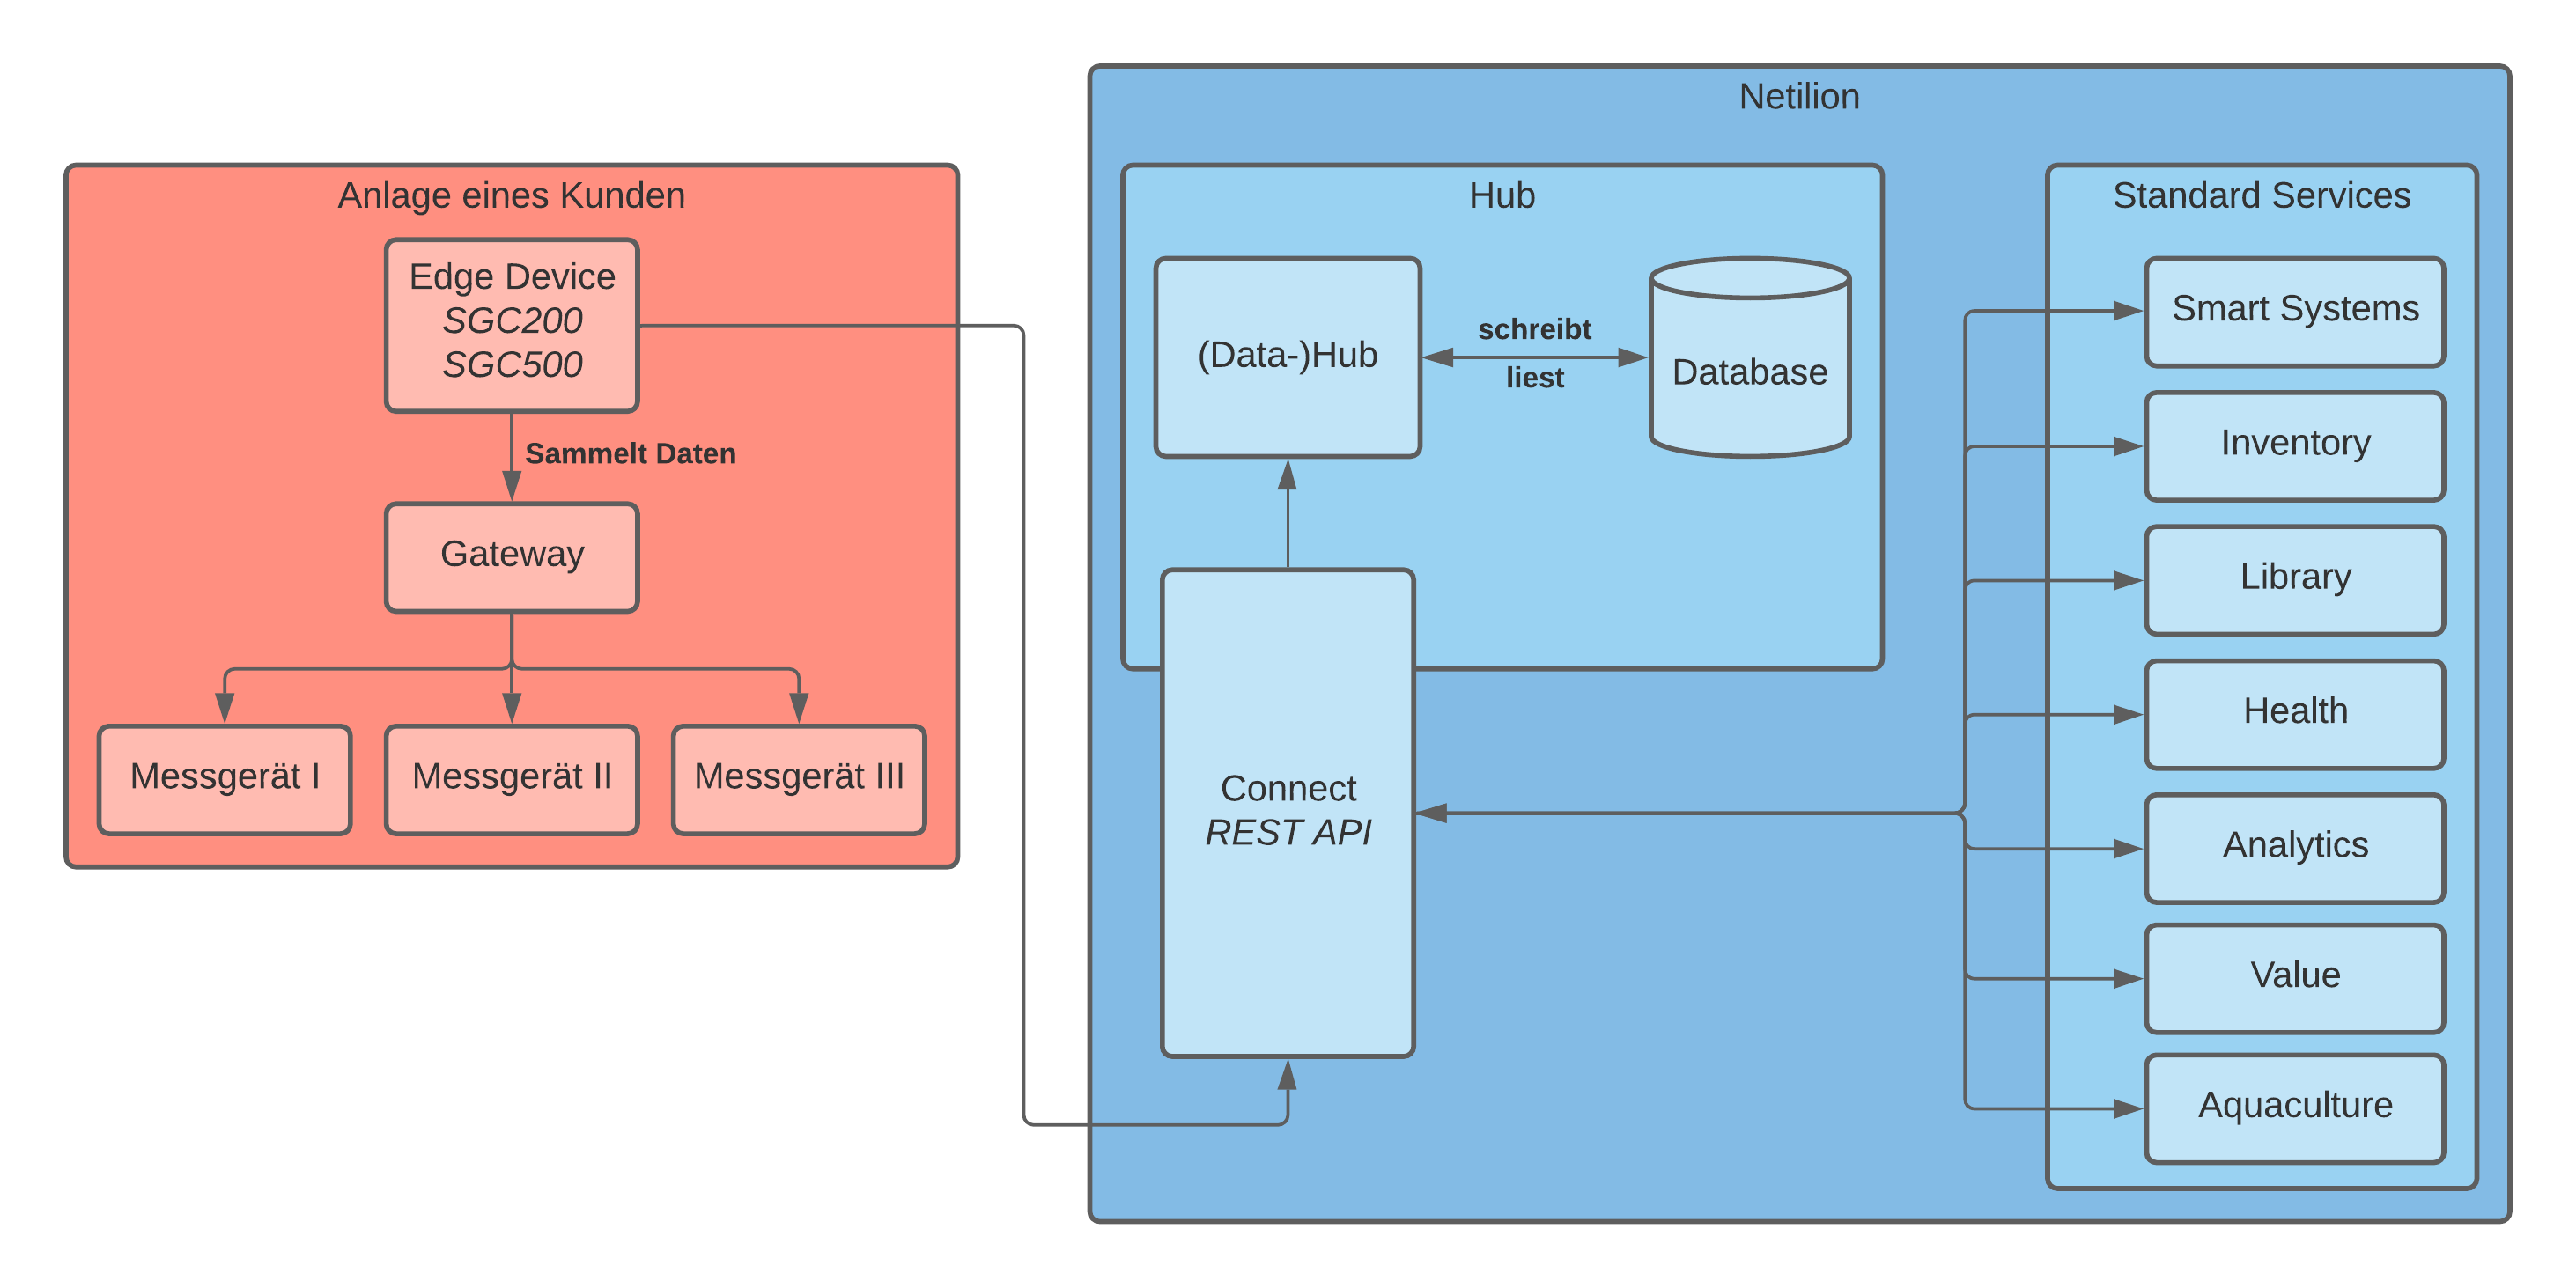 Anlage eines Kunden
Edge Device
SGC200
SGC500
Sammelt Daten
Gateway
Messgerät I
Messgerät II
Messgerät III
Netilion
Hub
(Data-)Hub
schreibt
liest
Database
Connect
REST API
Standard Services
Smart Systems
Inventory
Library
Health
Analytics
Value
Aquaculture